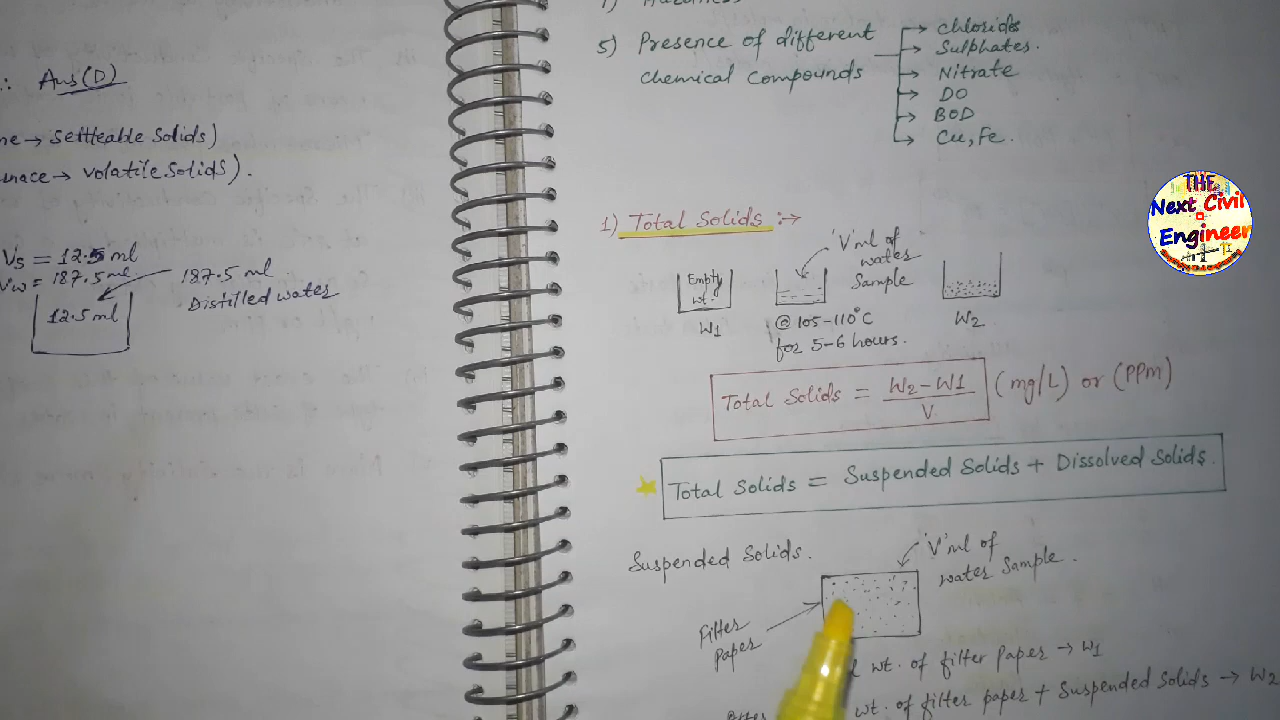 ∴ Ans(D)
→ settleable solids)
→ volatile solids).
Vs = 12.5 ml
Vw = 187.5 ml
187.5 ml
Distilled water
12.5 ml
5) Presence of different
chemical compounds
→ chlorides
→ Sulphates.
→ Nitrate
→ DO
→ BOD
→ Cu, Fe.
1) Total Solids :→
Empty
wt.
W1
'V' ml of
water
Sample
@ 105-110°C
for 5-6 hours.
W2
Total Solids = W2-W1 / V (mg/L) or (PPm)
Total Solids = Suspended Solids + Dissolved Solids.
Suspended Solids.
'V' ml of
water Sample.
Filter
paper
wt. of filter paper → W1
wt. of filter paper + Suspended Solids → W2
THE
Next Civil
Engineer